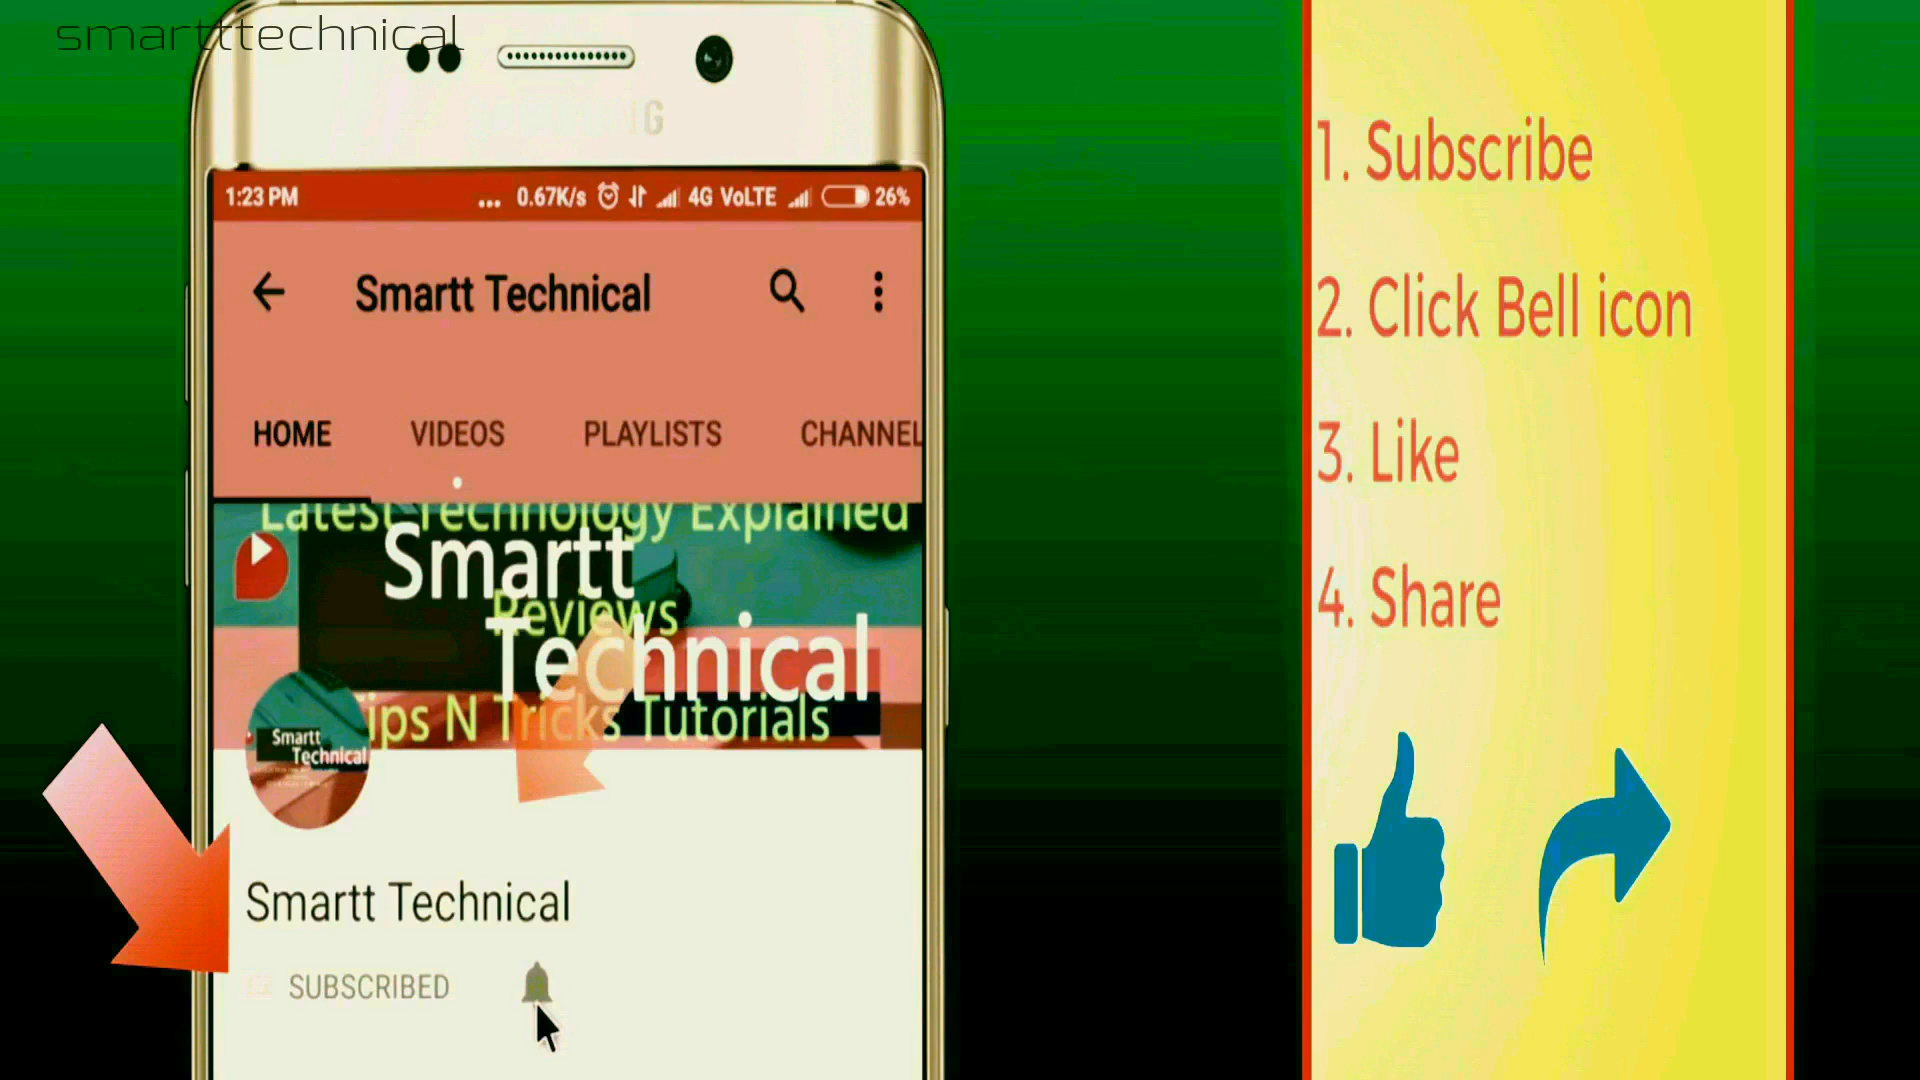 smartttechnical
1:23 PM
... 0.67K/s 4G VoLTE 26%
Smartt Technical
HOME VIDEOS PLAYLISTS CHANNEL
Latest Technology Explained
Smartt
Reviews
Technical
Tips N Tricks Tutorials
Smartt
Technical
Smartt Technical
SUBSCRIBED
1. Subscribe
2. Click Bell icon
3. Like
4. Share